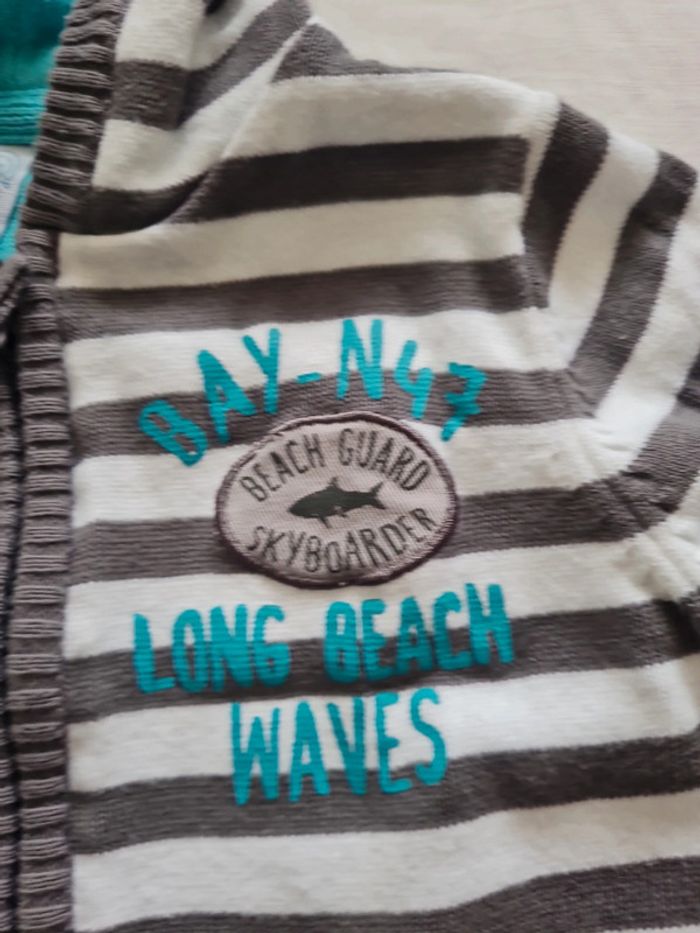 BAY-N47
BEACH GUARD
SKYBOARDER
LONG BEACH
WAVES